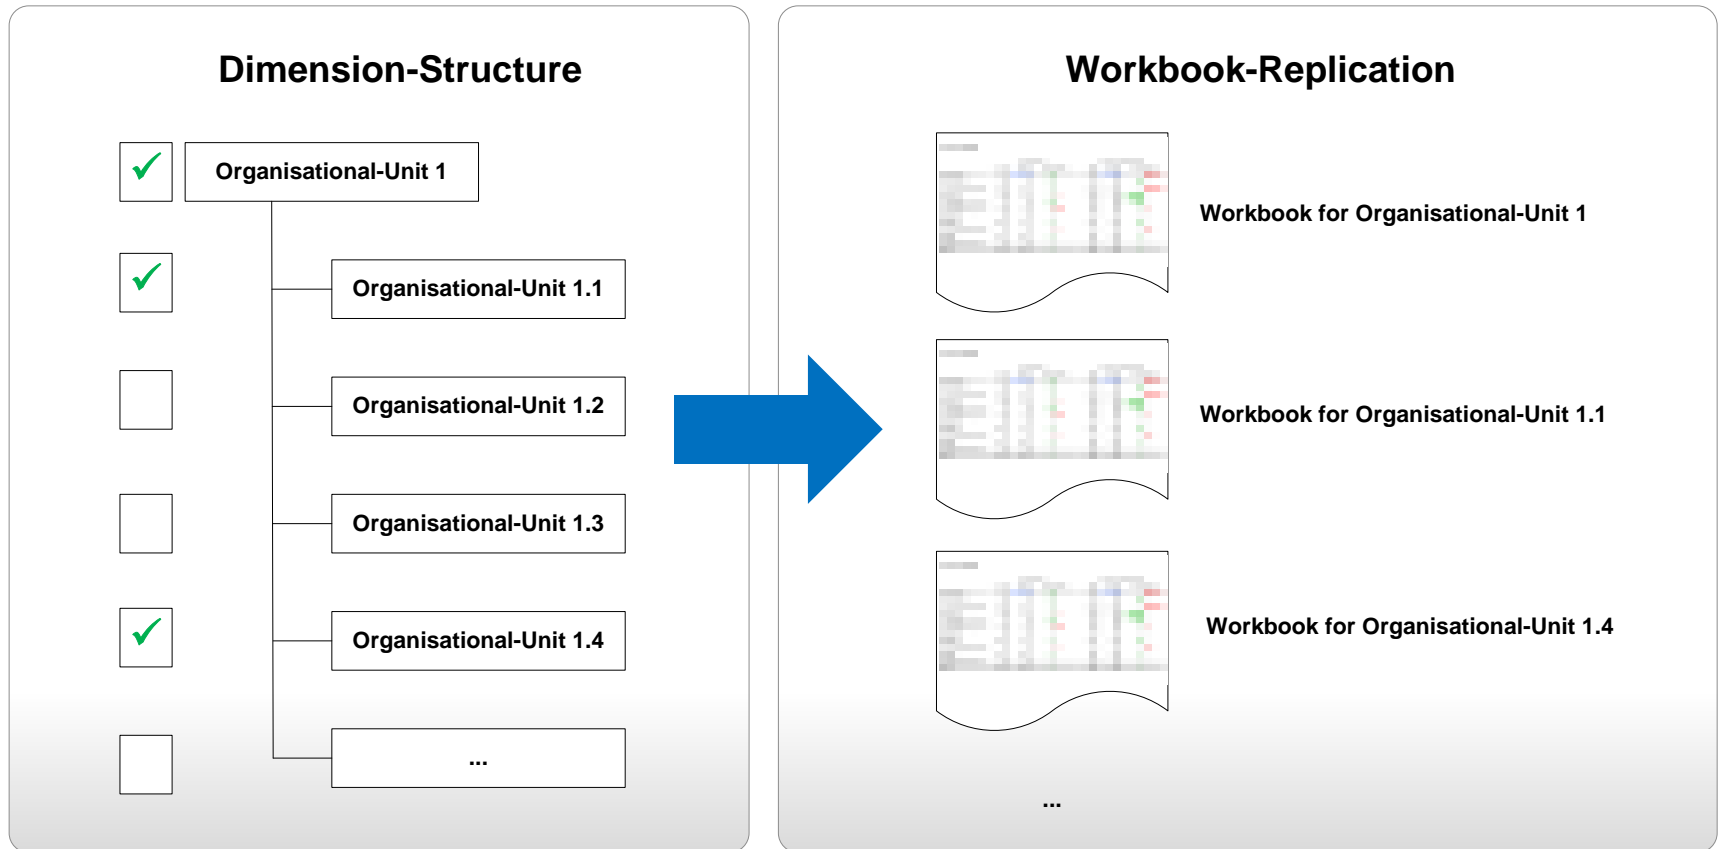 Dimension-Structure
Organisational-Unit 1
Organisational-Unit 1.1
Organisational-Unit 1.2
Organisational-Unit 1.3
Organisational-Unit 1.4
...
Workbook-Replication
Workbook for Organisational-Unit 1
Workbook for Organisational-Unit 1.1
Workbook for Organisational-Unit 1.4
...